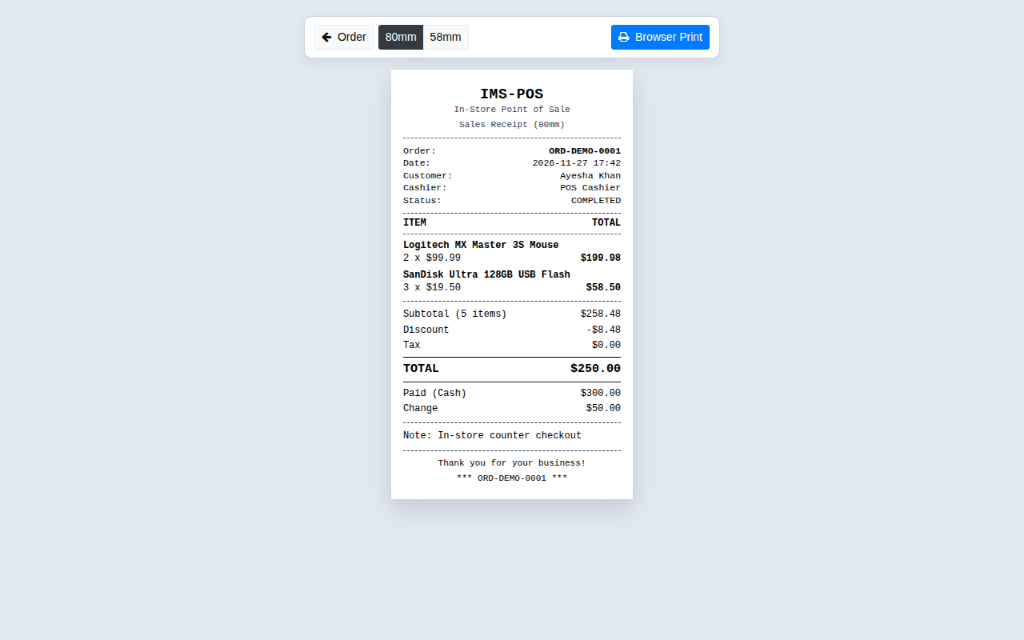 Order 80mm 58mm Browser Print
IMS-POS
In-Store Point of Sale
Sales Receipt (80mm)
Order: ORD-DEMO-0001
Date: 2026-11-27 17:42
Customer: Ayesha Khan
Cashier: POS Cashier
Status: COMPLETED
ITEM TOTAL
Logitech MX Master 3S Mouse
2 x $99.99 $199.98
SanDisk Ultra 128GB USB Flash
3 x $19.50 $58.50
Subtotal (5 items) $258.48
Discount -$8.48
Tax $0.00
TOTAL $250.00
Paid (Cash) $300.00
Change $50.00
Note: In-store counter checkout
Thank you for your business!
*** ORD-DEMO-0001 ***